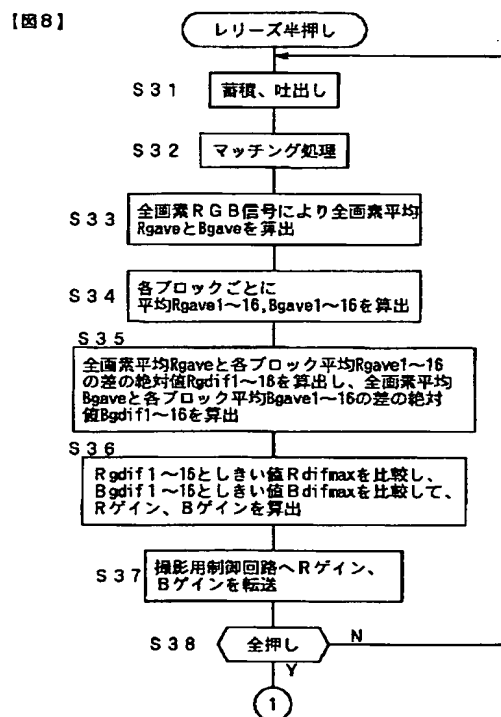 【図8】
レリーズ半押し
S31
蓄積、吐出し
S32
マッチング処理
S33
全画素RGB信号により全画素平均
RgaveとBgaveを算出
S34
各ブロックごとに
平均Rgave1～16,Bgave1～16を算出
S35
全画素平均Rgaveと各ブロック平均Rgave1～16
の差の絶対値Rgdif1～16を算出し、全画素平均
Bgaveと各ブロック平均Bgave1～16の差の絶対
値Bgdif1～16を算出
S36
Rgdif1～16としきい値Rdifmaxを比較し、
Bgdif1～16としきい値Bdifmaxを比較して、
Rゲイン、Bゲインを算出
S37
撮影用制御回路へRゲイン、
Bゲインを転送
S38
全押し
N
Y
1